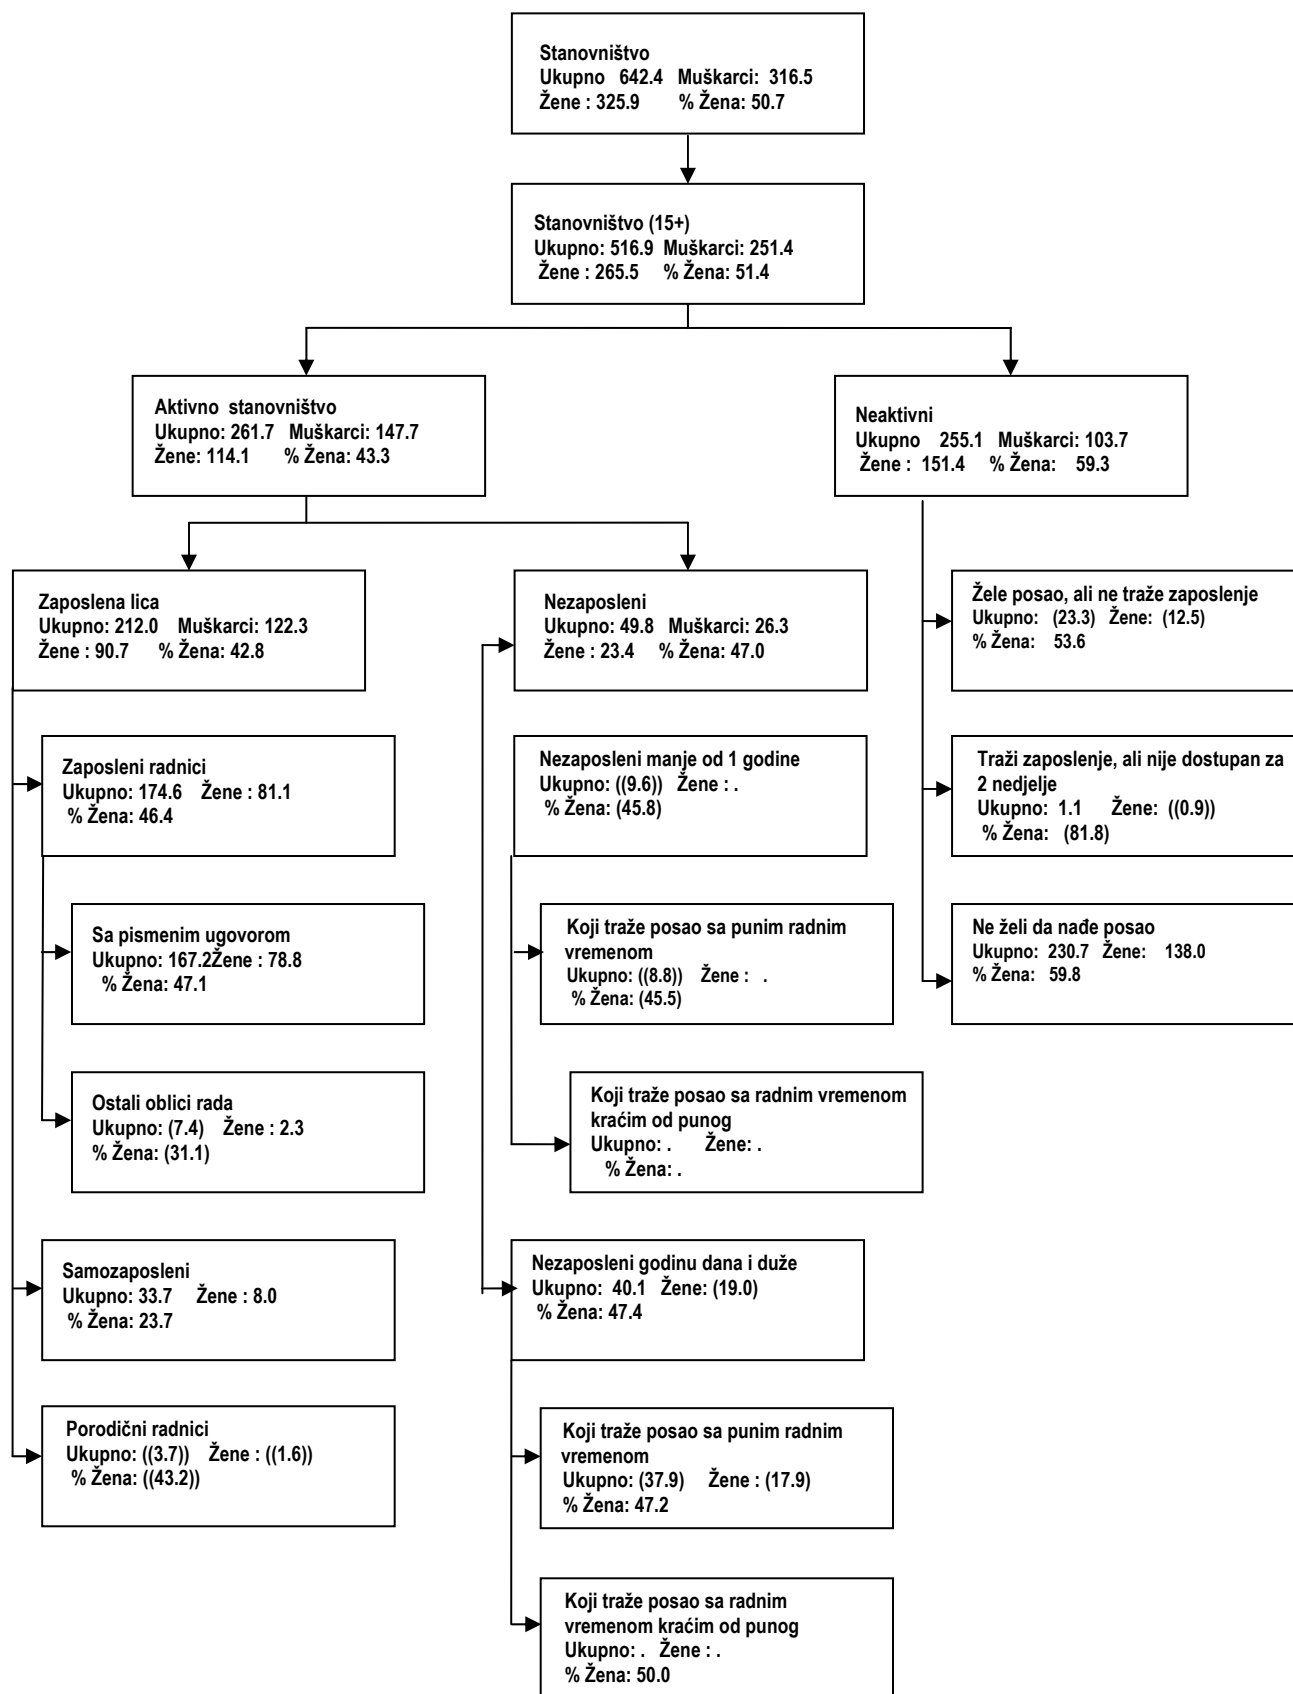 Stanovništvo
Ukupno 642.4 Muškarci: 316.5
Žene : 325.9 % Žena: 50.7
Stanovništvo (15+)
Ukupno: 516.9 Muškarci: 251.4
Žene : 265.5 % Žena: 51.4
Aktivno stanovništvo
Ukupno: 261.7 Muškarci: 147.7
Žene: 114.1 % Žena: 43.3
Neaktivni
Ukupno 255.1 Muškarci: 103.7
Žene : 151.4 % Žena: 59.3
Zaposlena lica
Ukupno: 212.0 Muškarci: 122.3
Žene : 90.7 % Žena: 42.8
Nezaposleni
Ukupno: 49.8 Muškarci: 26.3
Žene : 23.4 % Žena: 47.0
Žele posao, ali ne traže zaposlenje
Ukupno: (23.3) Žene: (12.5)
% Žena: 53.6
Zaposleni radnici
Ukupno: 174.6 Žene : 81.1
% Žena: 46.4
Nezaposleni manje od 1 godine
Ukupno: ((9.6)) Žene : .
% Žena: (45.8)
Traži zaposlenje, ali nije dostupan za
2 nedjelje
Ukupno: 1.1 Žene: ((0.9))
% Žena: (81.8)
Sa pismenim ugovorom
Ukupno: 167.2Žene : 78.8
% Žena: 47.1
Koji traže posao sa punim radnim
vremenom
Ukupno: ((8.8)) Žene : .
% Žena: (45.5)
Ne želi da nađe posao
Ukupno: 230.7 Žene: 138.0
% Žena: 59.8
Ostali oblici rada
Ukupno: (7.4) Žene : 2.3
% Žena: (31.1)
Koji traže posao sa radnim vremenom
kraćim od punog
Ukupno: . Žene: .
% Žena: .
Samozaposleni
Ukupno: 33.7 Žene : 8.0
% Žena: 23.7
Nezaposleni godinu dana i duže
Ukupno: 40.1 Žene: (19.0)
% Žena: 47.4
Porodični radnici
Ukupno: ((3.7)) Žene : ((1.6))
% Žena: ((43.2))
Koji traže posao sa punim radnim
vremenom
Ukupno: (37.9) Žene : (17.9)
% Žena: 47.2
Koji traže posao sa radnim
vremenom kraćim od punog
Ukupno: . Žene : .
% Žena: 50.0